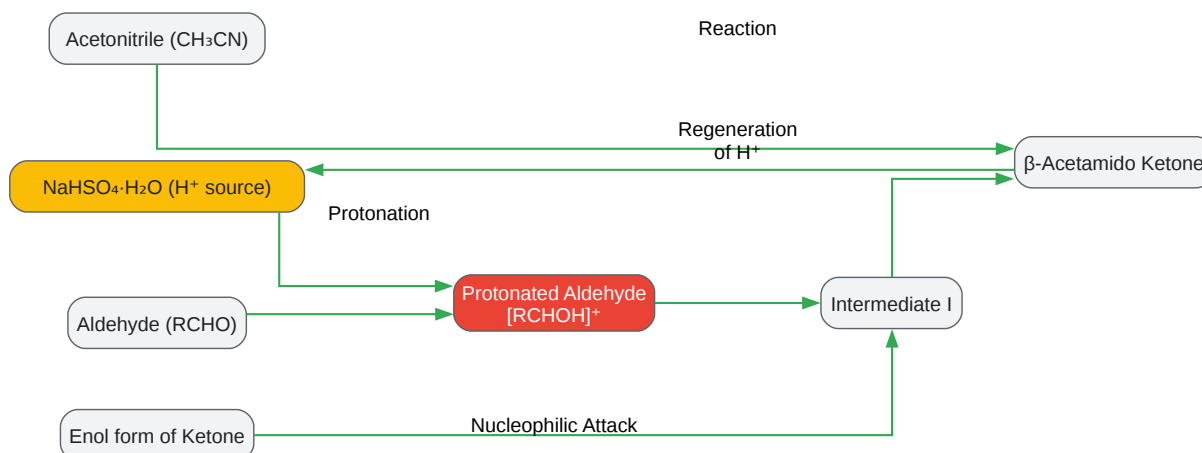 Acetonitrile (CH₃CN)
Reaction
Regeneration
of H⁺
β-Acetamido Ketone
NaHSO₄·H₂O (H⁺ source)
Protonation
Protonated Aldehyde
[RCHOH]⁺
Intermediate I
Aldehyde (RCHO)
Nucleophilic Attack
Enol form of Ketone